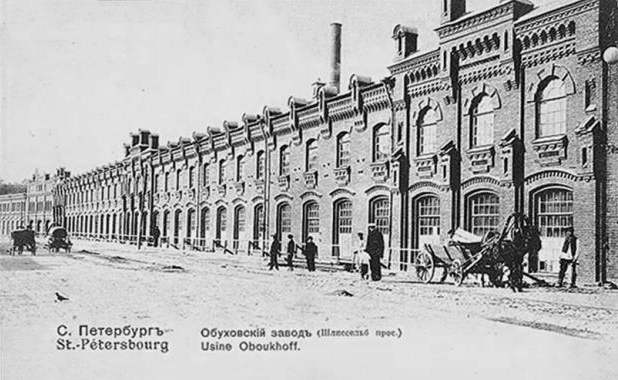 С. Петербургъ
St.-Pétersbourg
Обуховскій заводъ (Шлиссельб прос.)
Usine Oboukhoff.